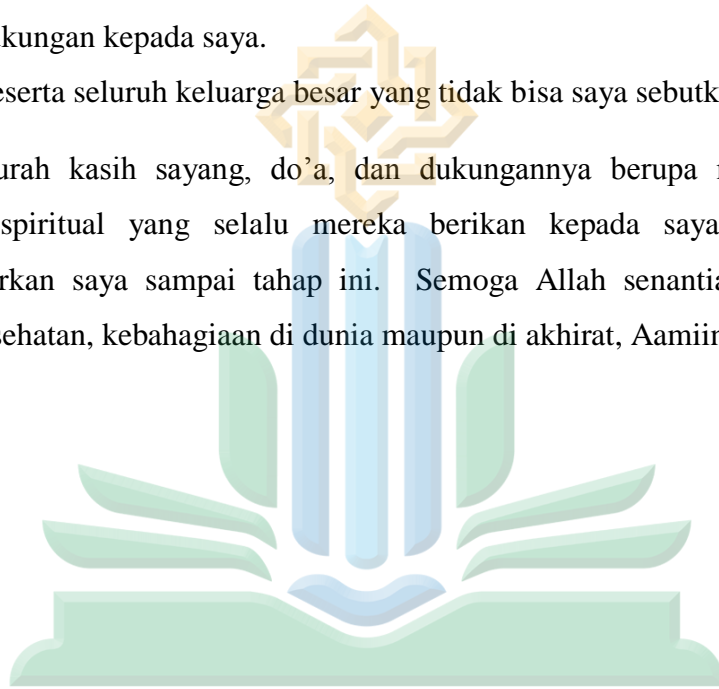 ukungan kepada saya.
eserta seluruh keluarga besar yang tidak bisa saya sebutk
urah kasih sayang, do’a, dan dukungannya berupa
spiritual yang selalu mereka berikan kepada saya
rkan saya sampai tahap ini. Semoga Allah senantia
sehatan, kebahagiaan di dunia maupun di akhirat, Aamiin